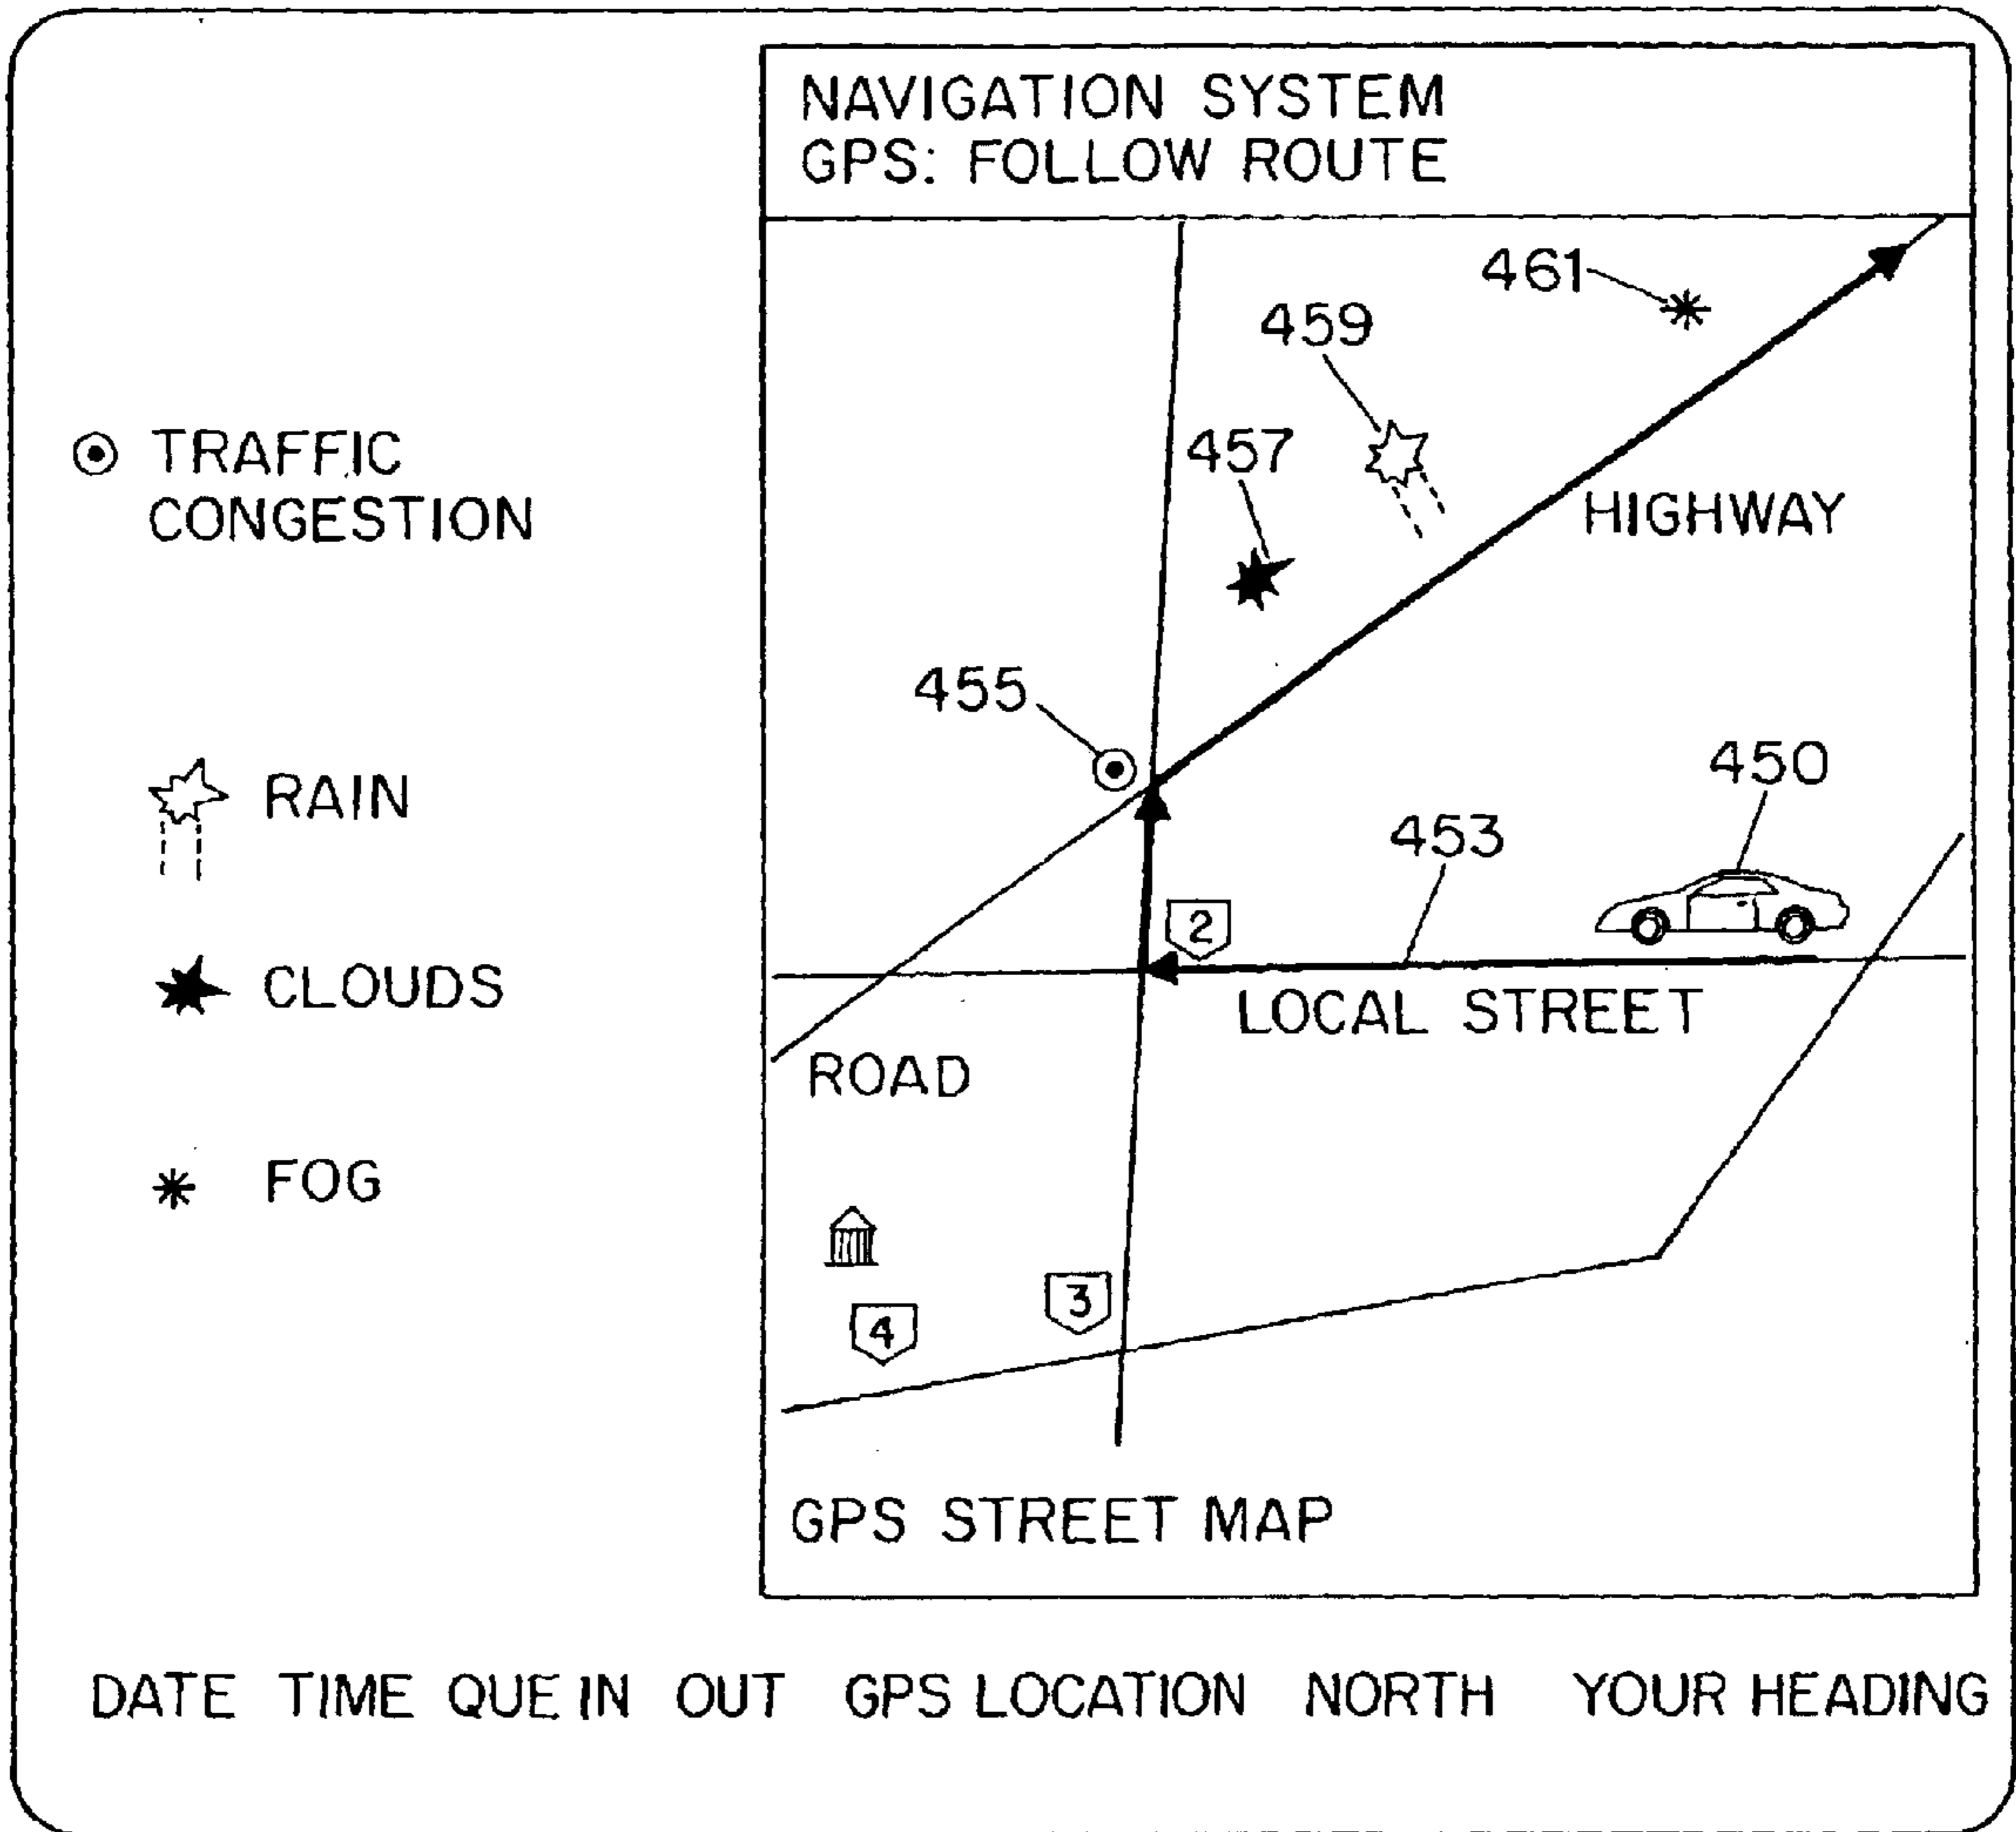 NAVIGATION SYSTEM
GPS: FOLLOW ROUTE
461
459
457
TRAFFIC
CONGESTION
HIGHWAY
455
450
RAIN
453
2
CLOUDS
LOCAL STREET
ROAD
FOG
3
4
GPS STREET MAP
DATE TIME QUE IN OUT GPS LOCATION NORTH YOUR HEADING